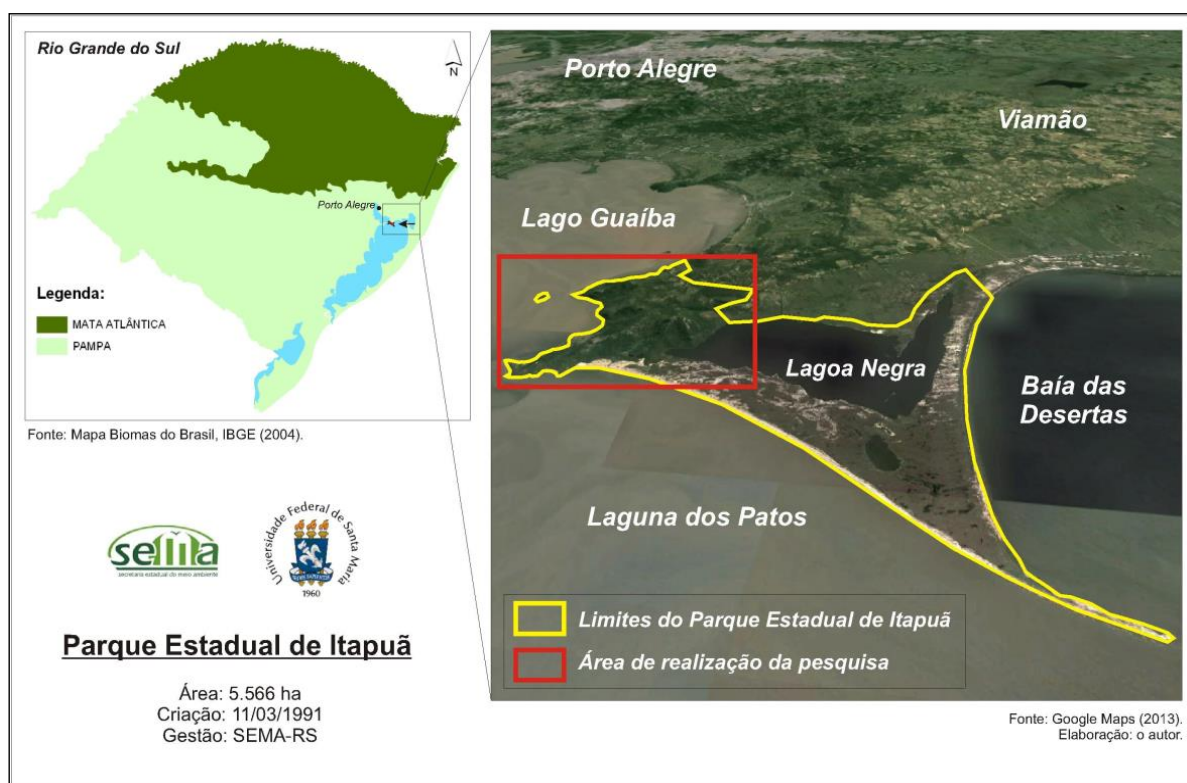 Rio Grande do Sul
N
Porto Alegre
Legenda:
MATA ATLÂNTICA
PAMPA
Fonte: Mapa Biomas do Brasil, IBGE (2004).
sema
secretaria estadual do meio ambiente
Universidade Federal de Santa Maria
1960
Parque Estadual de Itapuã
Área: 5.566 ha
Criação: 11/03/1991
Gestão: SEMA-RS
Porto Alegre
Viamão
Lago Guaíba
Lagoa Negra
Baía das
Desertas
Laguna dos Patos
Limites do Parque Estadual de Itapuã
Área de realização da pesquisa
Fonte: Google Maps (2013).
Elaboração: o autor.